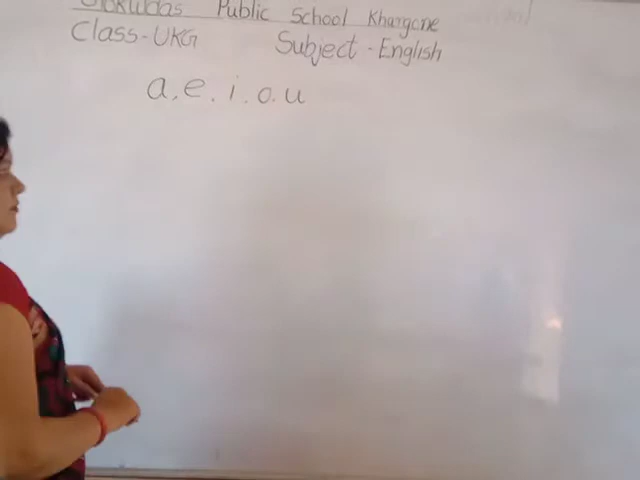 Public School Khargone
Class-UKG Subject - English
a. e. i. o. u